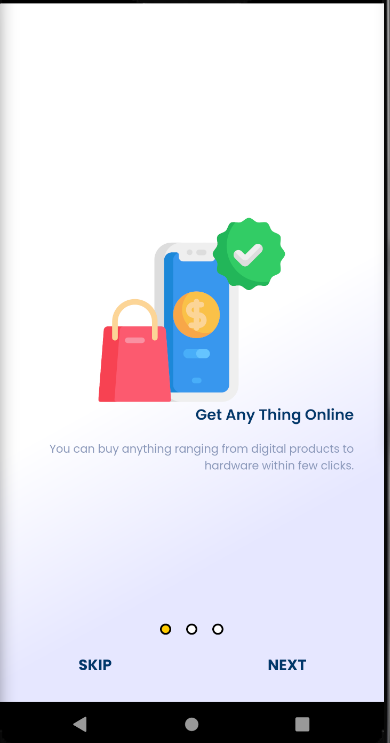 Get Any Thing Online
You can buy anything ranging from digital products to
hardware within few clicks.
SKIP
NEXT